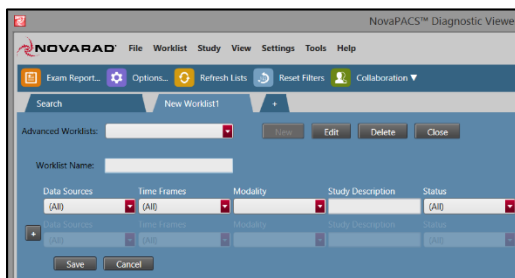 NovaPACS™ Diagnostic Viewe
NOVARAD File Worklist Study View Settings Tools Help
Exam Report... Options... Refresh Lists Reset Filters Collaboration ▼
Search New Worklist1 +
Advanced Worklists: New Edit Delete Close
Worklist Name:
Data Sources Time Frames Modality Study Description Status
(All) (All) (All)
Data Sources Time Frames Modality Study Description Status
+ (All) (All) (All)
Save Cancel